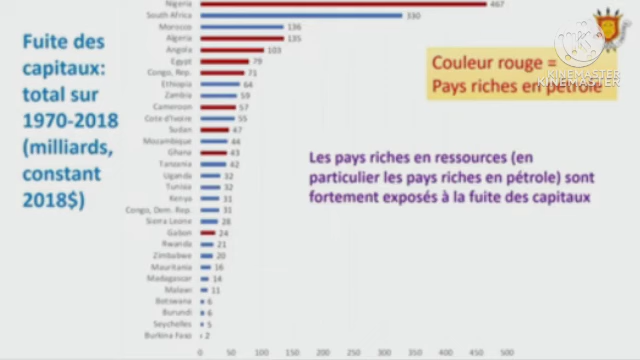 Fuite des
capitaux:
total sur
1970-2018
(milliards,
constant
2018$)
Nigeria 467
South Africa 330
Morocco 136
Algeria 135
Angola 103
Egypt 79
Congo, Rep. 71
Ethiopia 64
Zambia 59
Cameroon 57
Cote d'Ivoire 55
Sudan 47
Mozambique 44
Ghana 43
Tanzania 42
Uganda 32
Tunisia 32
Kenya 31
Congo, Dem. Rep. 31
Sierra Leone 28
Gabon 24
Rwanda 21
Zimbabwe 20
Mauritania 16
Madagascar 14
Malawi 11
Botswana 6
Burundi 6
Seychelles 5
Burkina Faso 2
0 50 100 150 200 250 300 350 400 450 500
Couleur rouge =
Pays riches en pétrole
KINEMASTER
KINEMASTER
Les pays riches en ressources (en
particulier les pays riches en pétrole) sont
fortement exposés à la fuite des capitaux